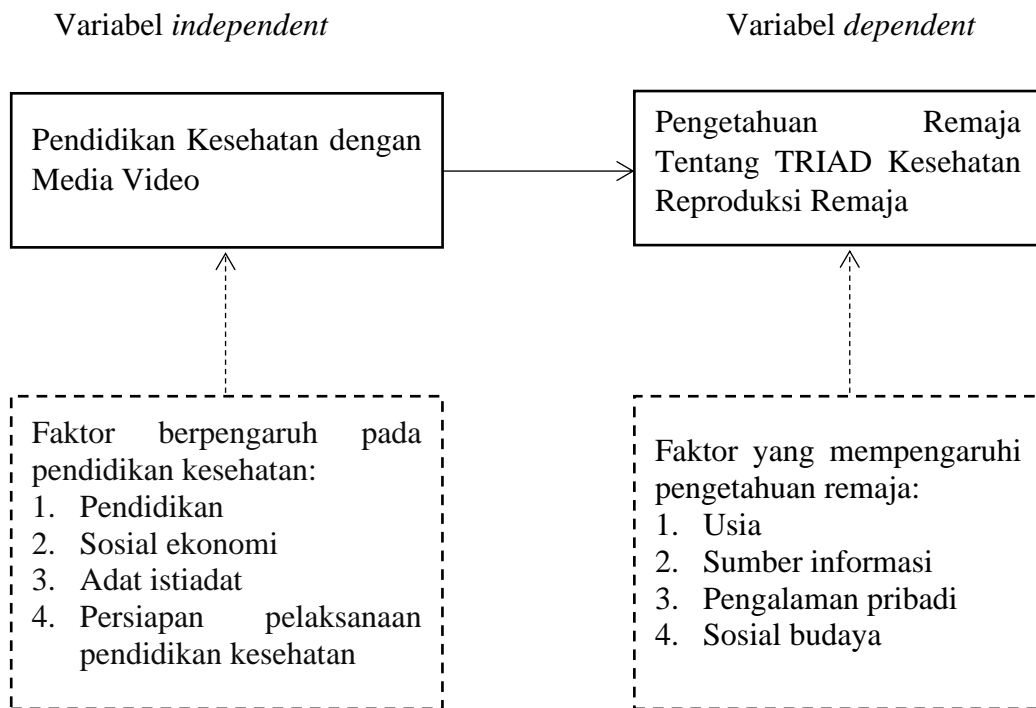 Variabel independent
Variabel dependent
Pendidikan Kesehatan dengan
Media Video
Pengetahuan Remaja
Tentang TRIAD Kesehatan
Reproduksi Remaja
Faktor berpengaruh pada
pendidikan kesehatan:
1. Pendidikan
2. Sosial ekonomi
3. Adat istiadat
4. Persiapan pelaksanaan
pendidikan kesehatan
Faktor yang mempengaruhi
pengetahuan remaja:
1. Usia
2. Sumber informasi
3. Pengalaman pribadi
4. Sosial budaya